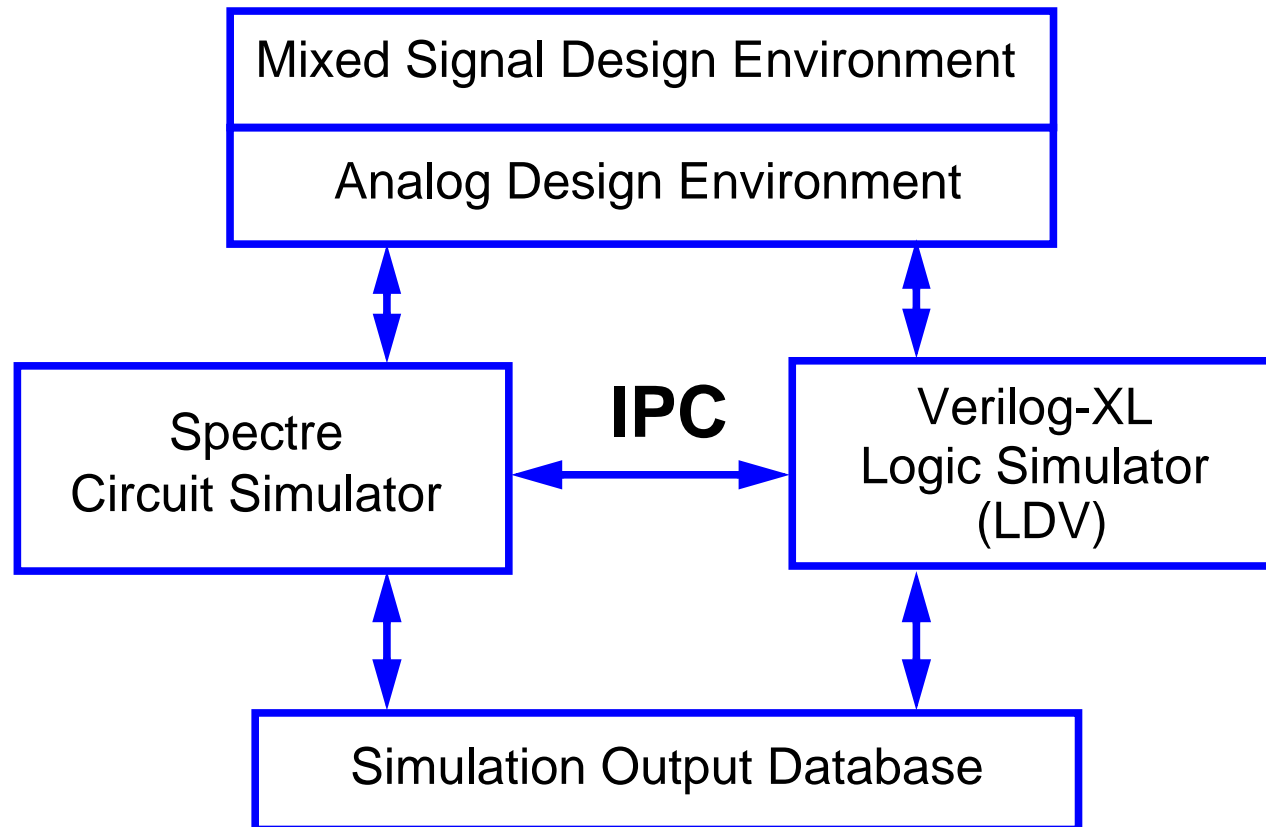 Mixed Signal Design Environment
Analog Design Environment
Spectre
Circuit Simulator
IPC
Verilog-XL
Logic Simulator
(LDV)
Simulation Output Database